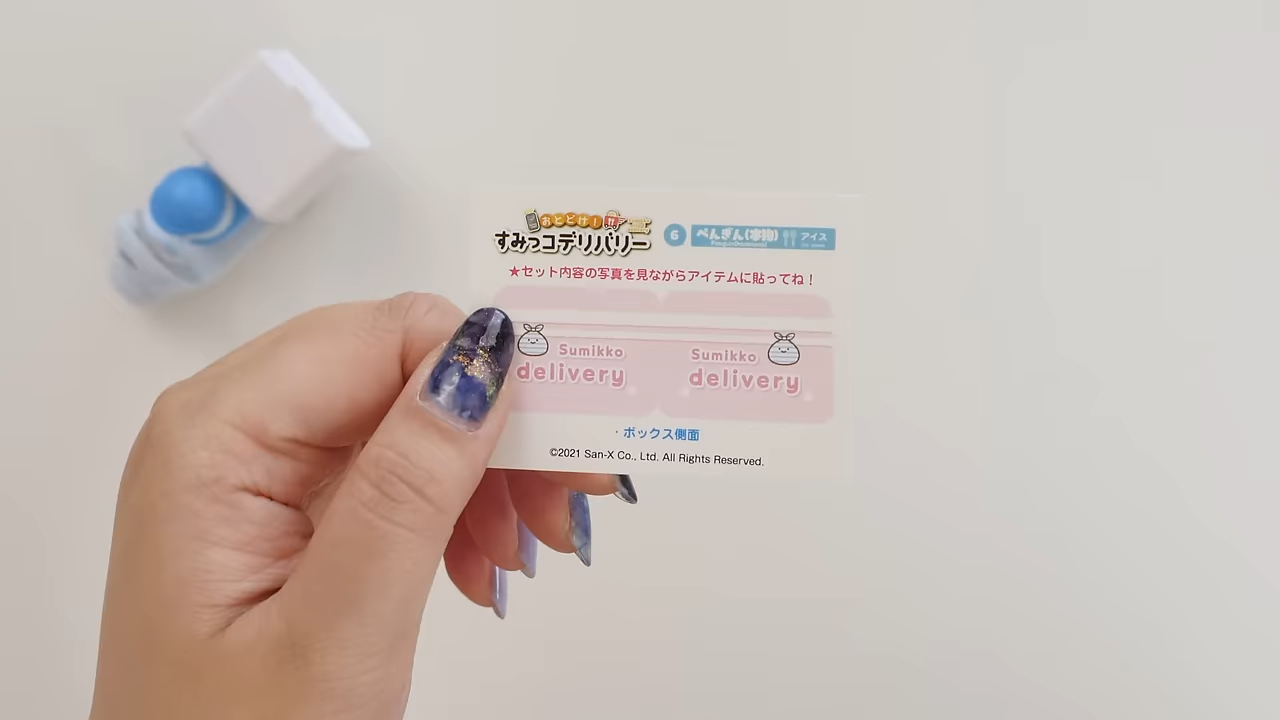 おとどけ!
すみっコデリバリー
6 ぺんぎん(本物) アイス
★セット内容の写真を見ながらアイテムに貼ってね!
Sumikko
delivery
Sumikko
delivery
・ボックス側面
©2021 San-X Co., Ltd. All Rights Reserved.